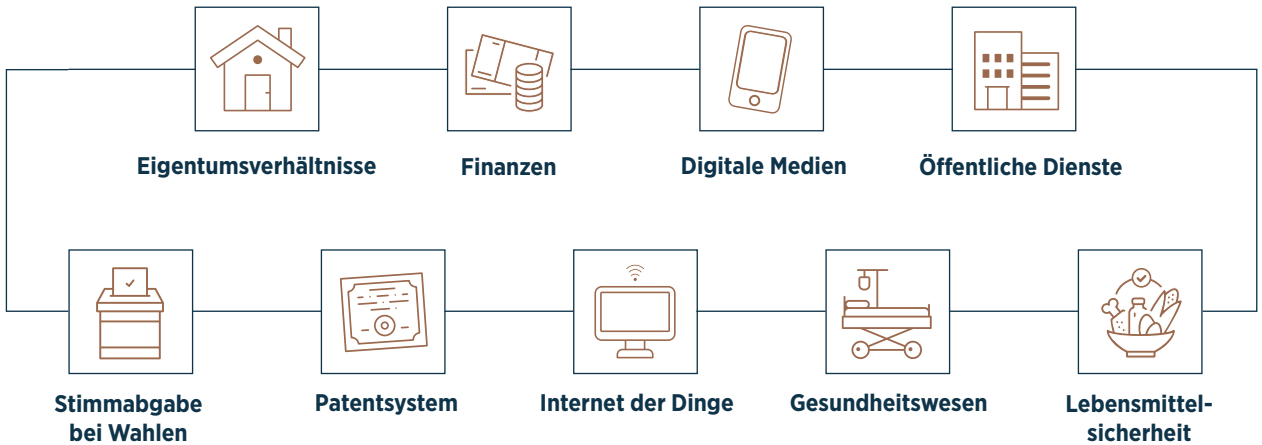 Eigentumsverhältnisse
Finanzen
Digitale Medien
Öffentliche Dienste
Stimmabgabe
bei Wahlen
Patentsystem
Internet der Dinge
Gesundheitswesen
Lebensmittel-
sicherheit